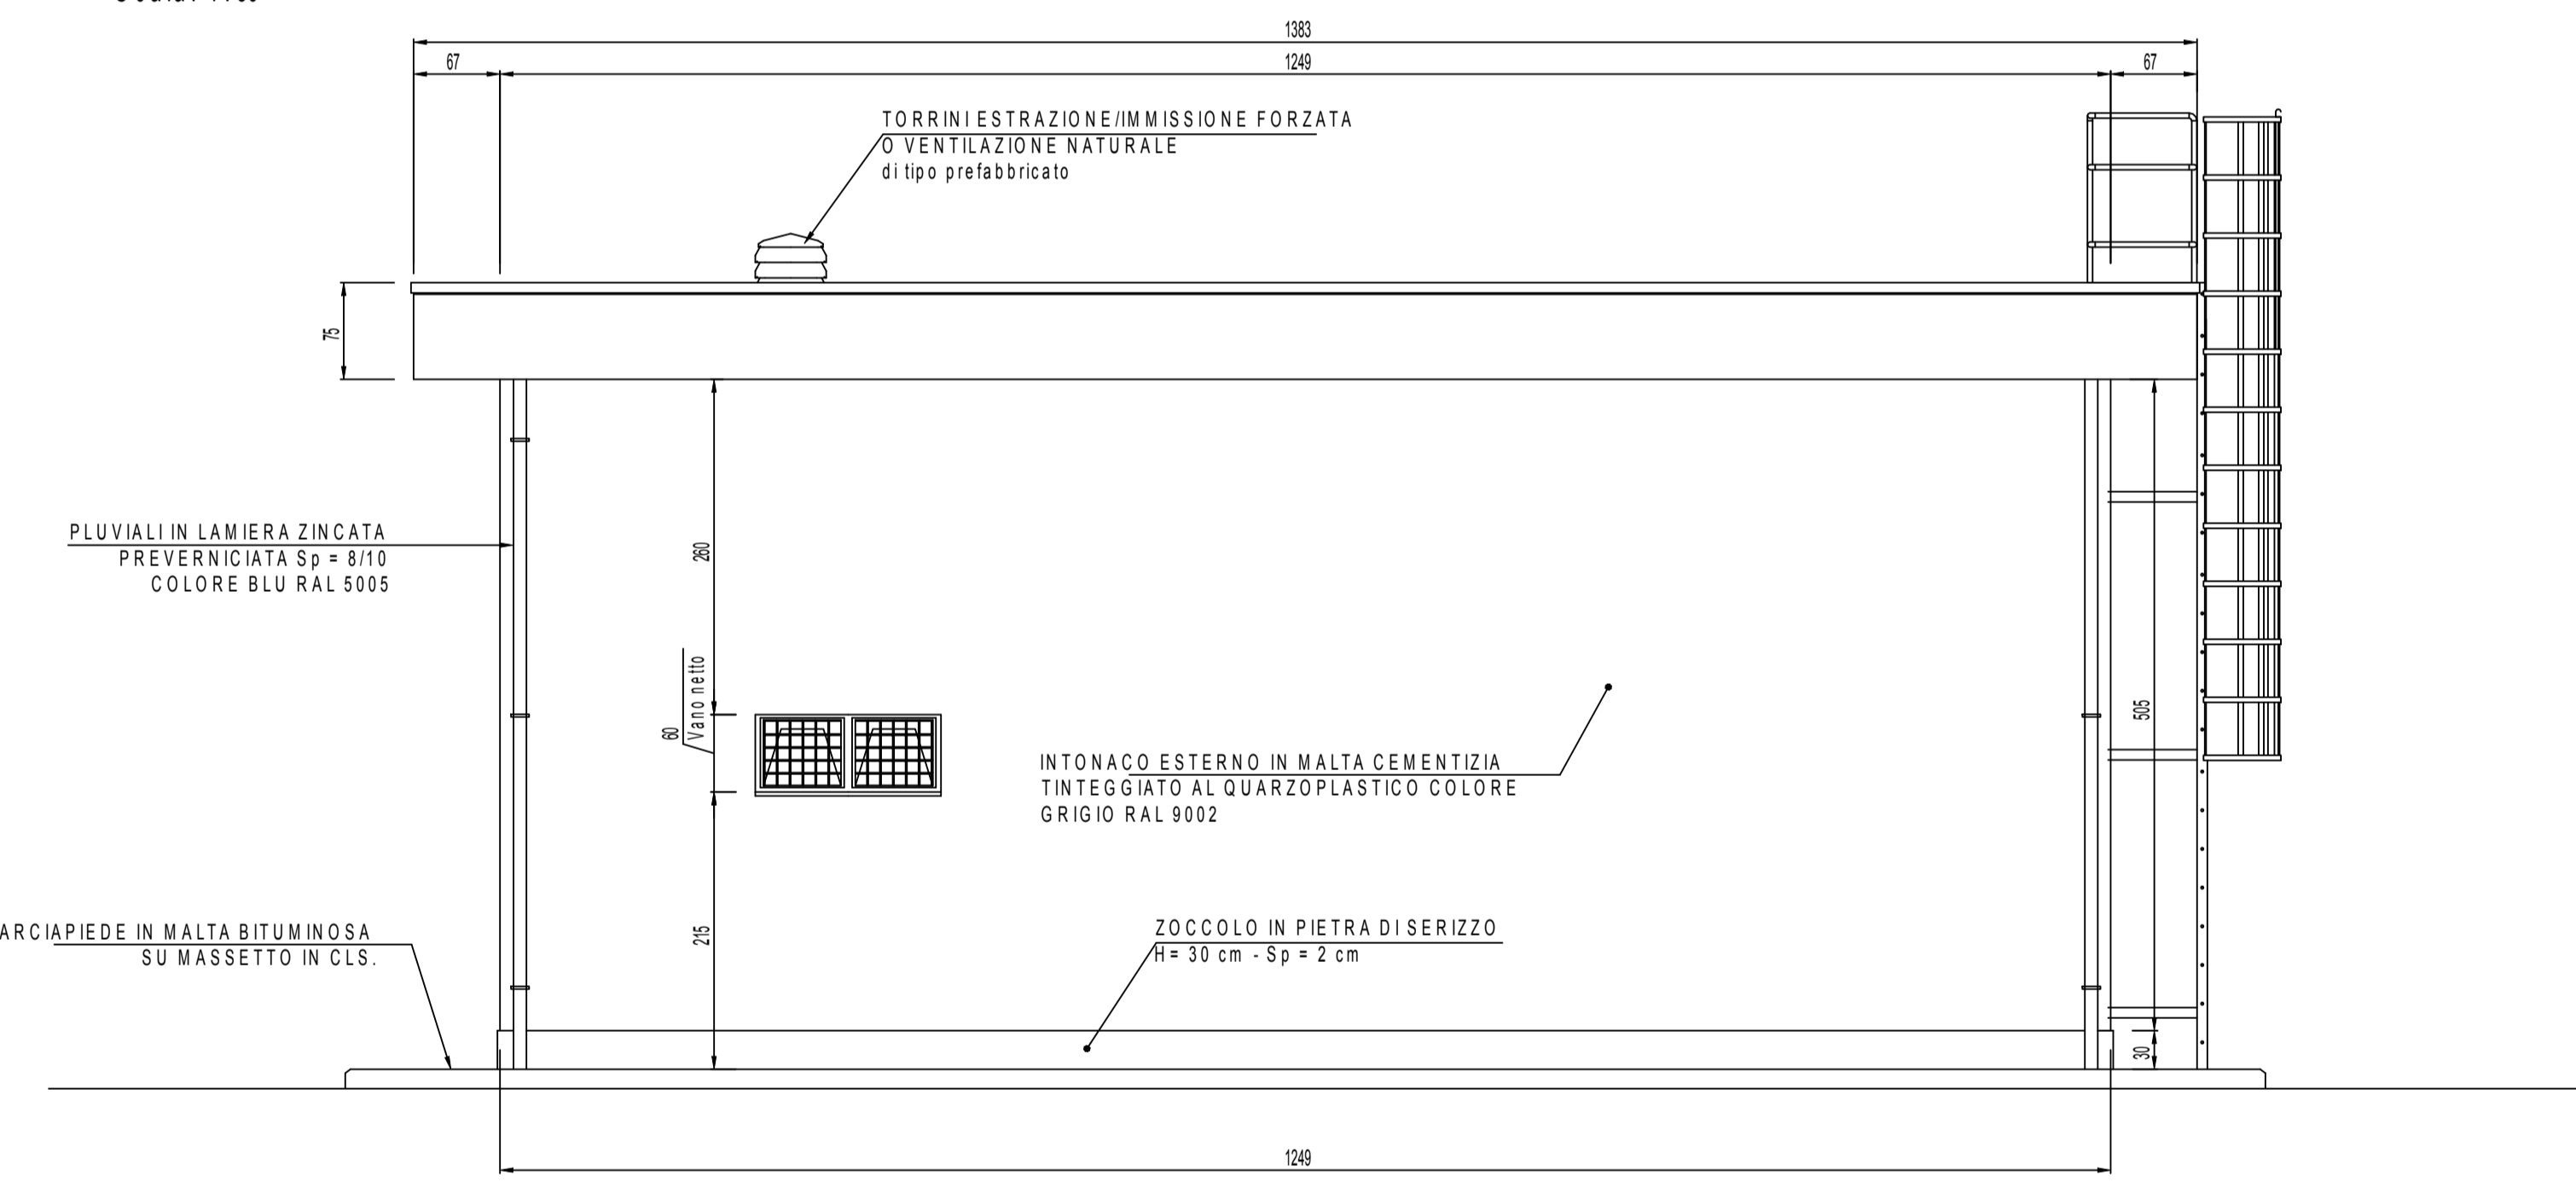 1383
67
1249
67
TORRINI ESTRAZIONE/IMMISSIONE FORZATA
O VENTILAZIONE NATURALE
di tipo prefabbricato
75
PLUVIALI IN LAMIERA ZINCATA
PREVERNICIATA Sp = 8/10
COLORE BLU RAL 5005
260
60
Vano netto
505
INTONACO ESTERNO IN MALTA CEMENTIZIA
TINTEGGIATO AL QUARZOPLASTICO COLORE
GRIGIO RAL 9002
215
ARCIAPIEDE IN MALTA BITUMINOSA
SU MASSETTO IN CLS.
ZOCCOLO IN PIETRA DI SERIZZO
H= 30 cm - Sp = 2 cm
30
1249